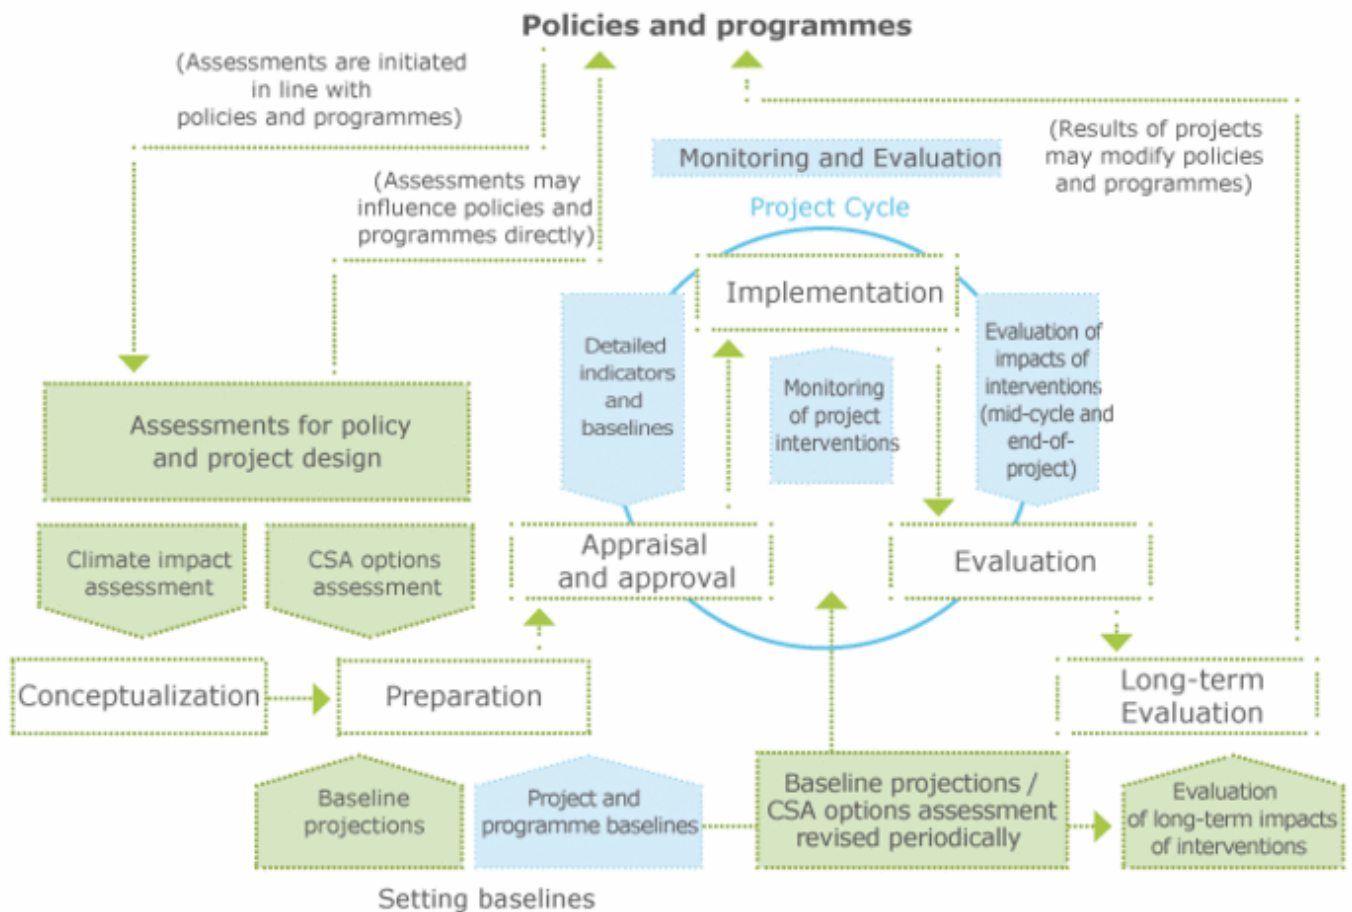 Policies and programmes
(Assessments are initiated
in line with
policies and programmes)
(Assessments may
influence policies and
programmes directly)
(Results of projects
may modify policies
and programmes)
Monitoring and Evaluation
Project Cycle
Implementation
Detailed
indicators
and
baselines
Monitoring
of project
interventions
Evaluation of
impacts of
interventions
(mid-cycle and
end-of-
project)
Assessments for policy
and project design
Climate impact
assessment
CSA options
assessment
Appraisal
and approval
Evaluation
Conceptualization
Preparation
Long-term
Evaluation
Baseline
projections
Project and
programme baselines
Baseline projections /
CSA options assessment
revised periodically
Evaluation
of long-term impacts
of interventions
Setting baselines